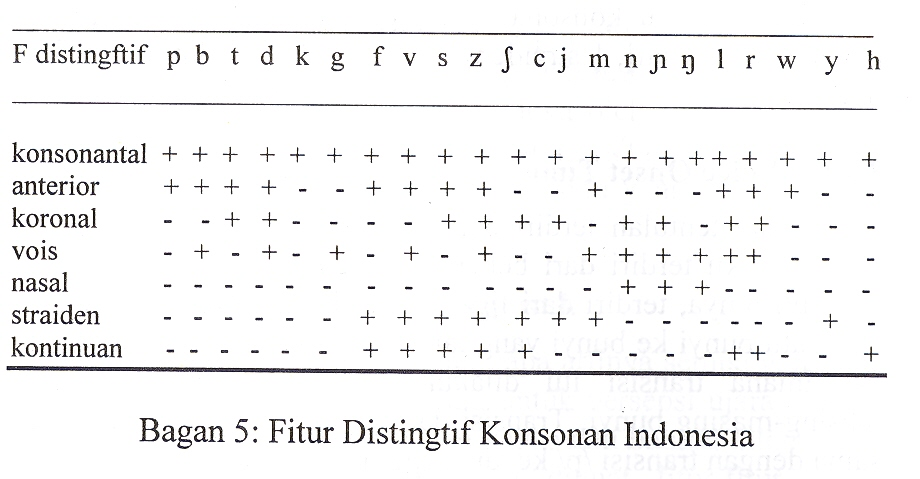 F distingftif p b t d k g f v s z ʃ c j m n ɲ ŋ l r w y h
konsonantal + + + + + + + + + + + + + + + + + + + + +
anterior + + + + - - + + + + - - + - - - + + + - -
koronal - - + + - - - - + + + + - + + - + + - - -
vois - + - + - + - + - + - - + + + + + + + - - -
nasal - - - - - - - - - - - - - + + + - - - - -
straiden - - - - - - + + + + + + + - - - - - - + -
kontinuan - - - - - - + + + + + - - - - - + + - - +
Bagan 5: Fitur Distingtif Konsonan Indonesia